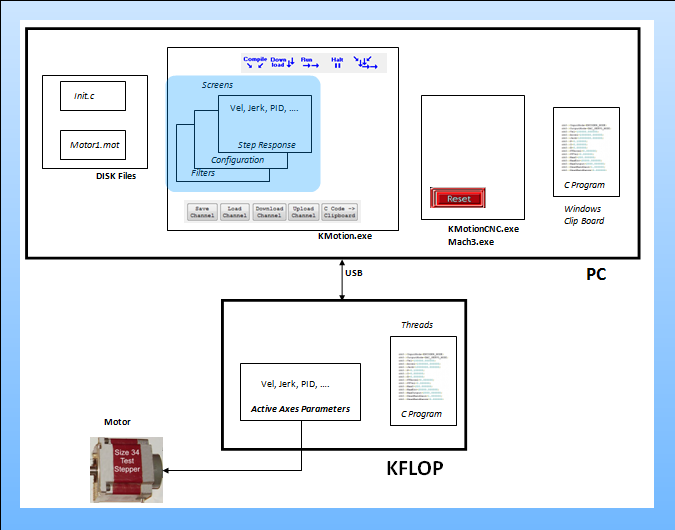 Compile
Down
load
Run
Halt
Init.c
Motor1.mat
DISK Files
Screens
Vel, Jerk, PID, ....
Step Response
Configuration
Filters
Save
Channel
Load
Channel
Download
Channel
Upload
Channel
C Code ->
Clipboard
KMotion.exe
Reset
KMotionCNC.exe
Mach3.exe
C Program
Windows
Clip Board
PC
USB
Threads
Vel, Jerk, PID, ....
Active Axes Parameters
C Program
KFLOP
Motor
Size 34
Test
Stepper